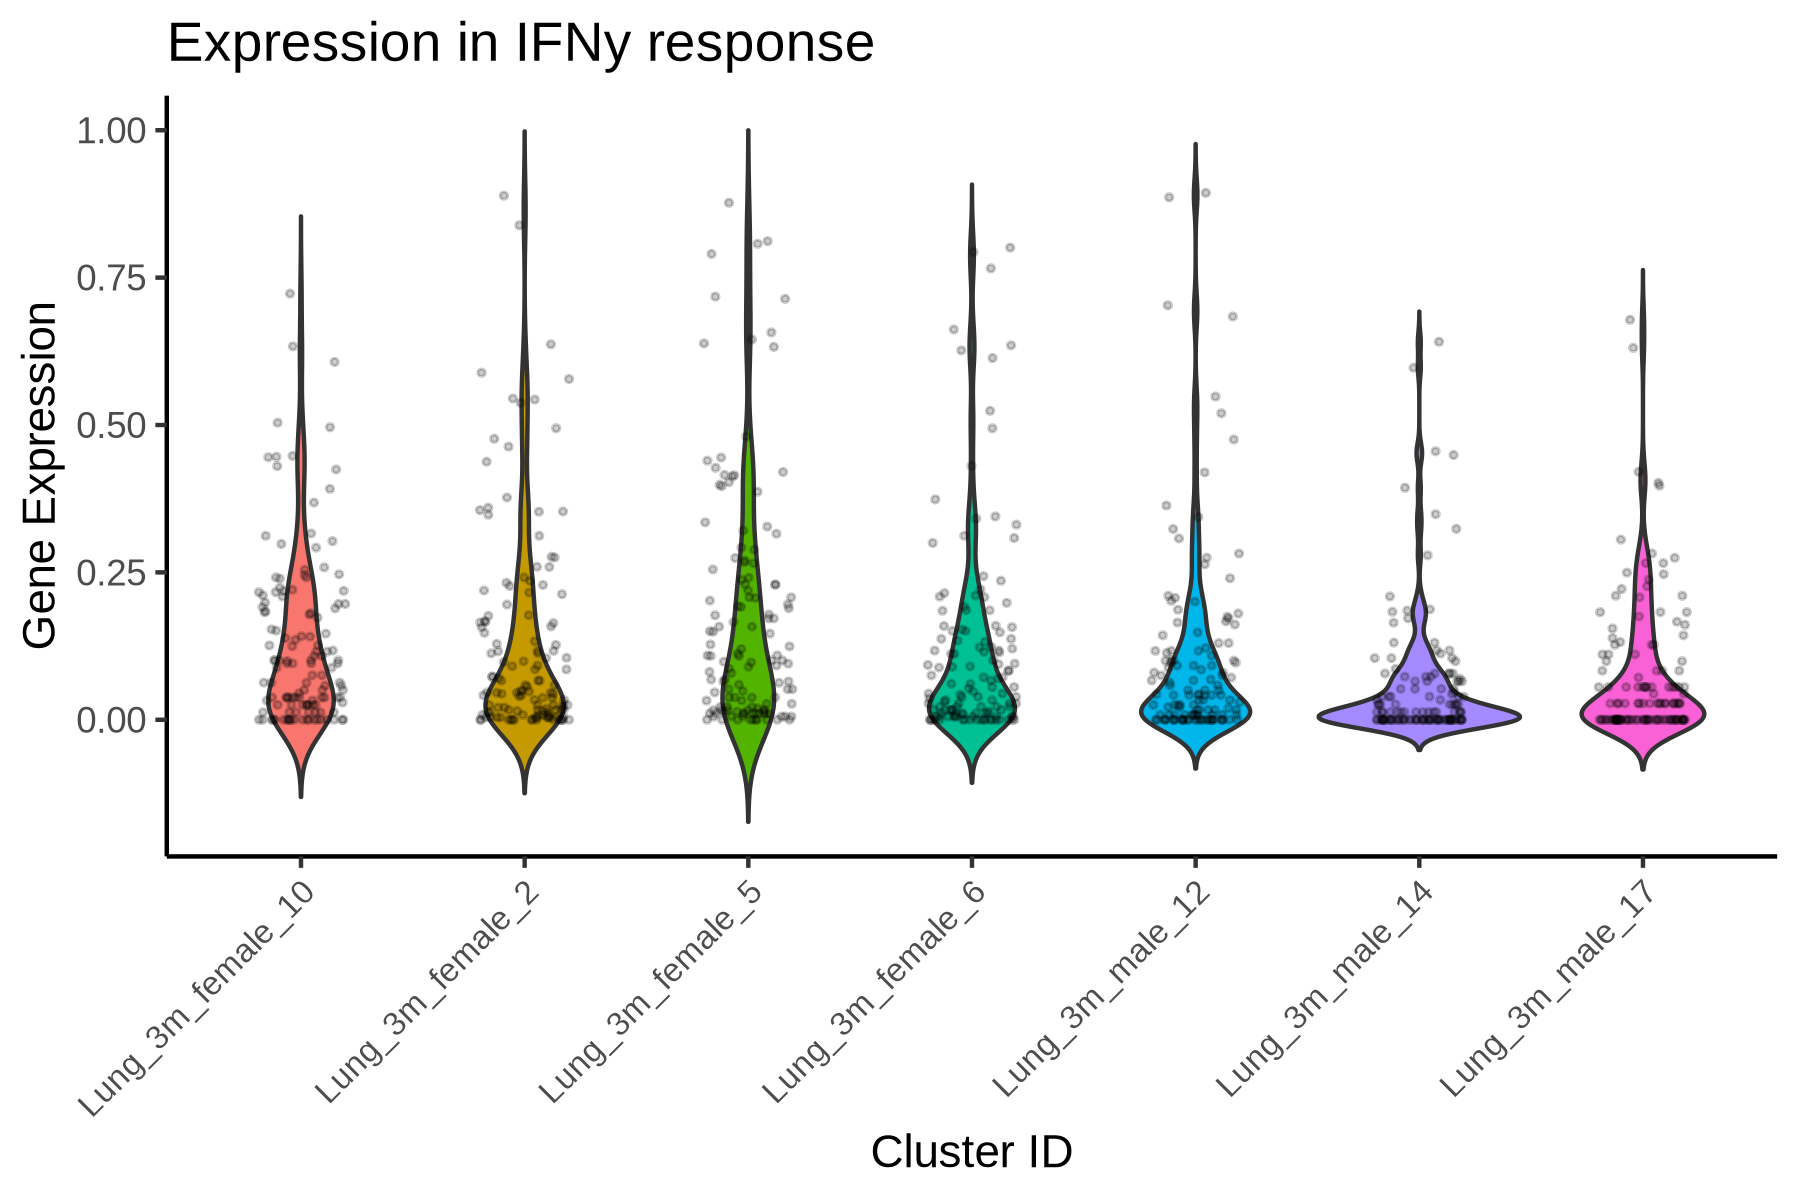 Expression in IFNy response
Gene Expression
1.00
0.75
0.50
0.25
0.00
Lung_3m_female_10
Lung_3m_female_2
Lung_3m_female_5
Lung_3m_female_6
Lung_3m_male_12
Lung_3m_male_14
Lung_3m_male_17
Cluster ID